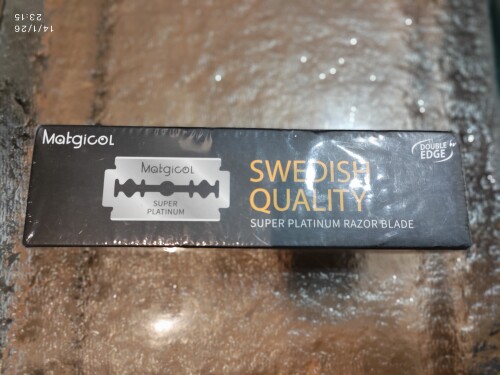 14/1/26
23.15
Matgicol
Matgicol
SUPER
PLATINUM
SWEDISH
QUALITY
SUPER PLATINUM RAZOR BLADE
DOUBLE
EDGE